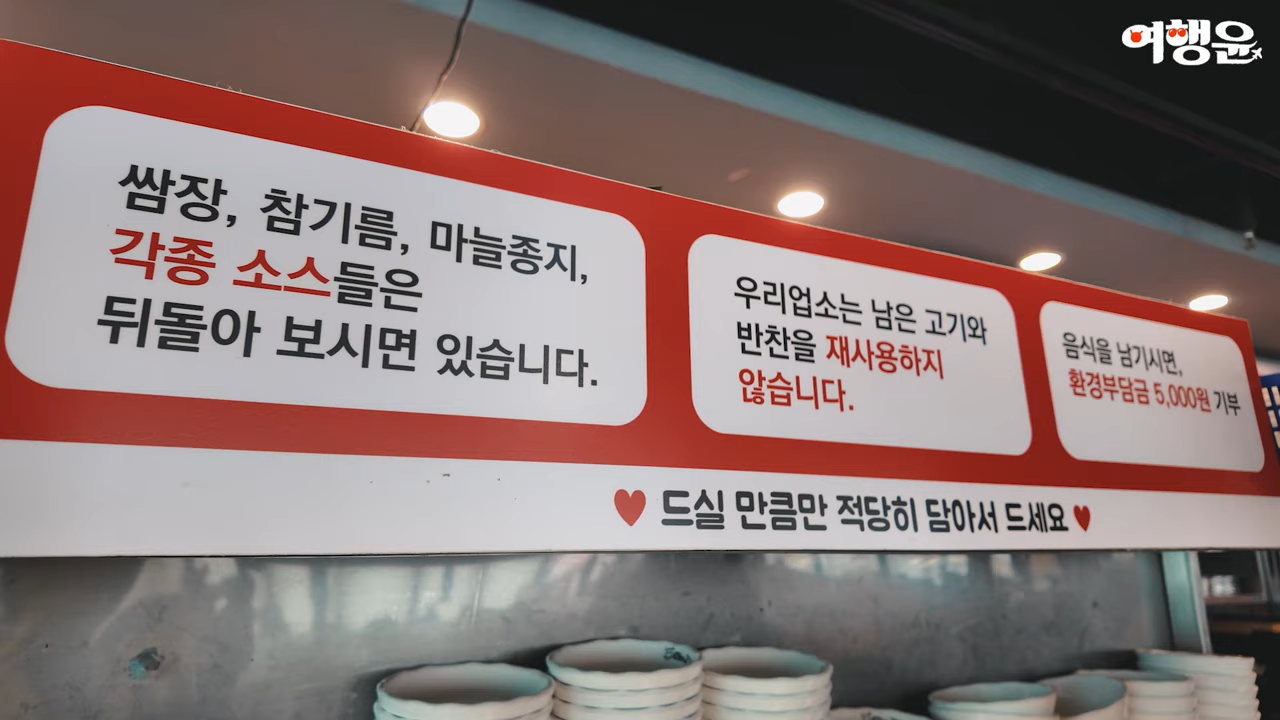 여행윤
쌈장, 참기름, 마늘종지,
각종 소스들은
뒤돌아 보시면 있습니다.
우리업소는 남은 고기와
반찬을 재사용하지
않습니다.
음식을 남기시면,
환경부담금 5,000원 기부
♥ 드실 만큼만 적당히 담아서 드세요 ♥